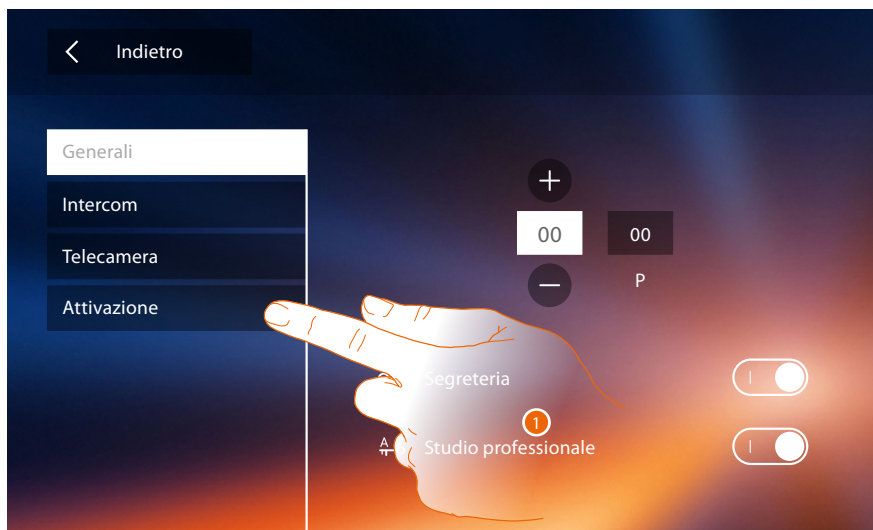 Indietro
Generali
Intercom
Telecamera
Attivazione
00 00
P
Segreteria
1
Studio professionale